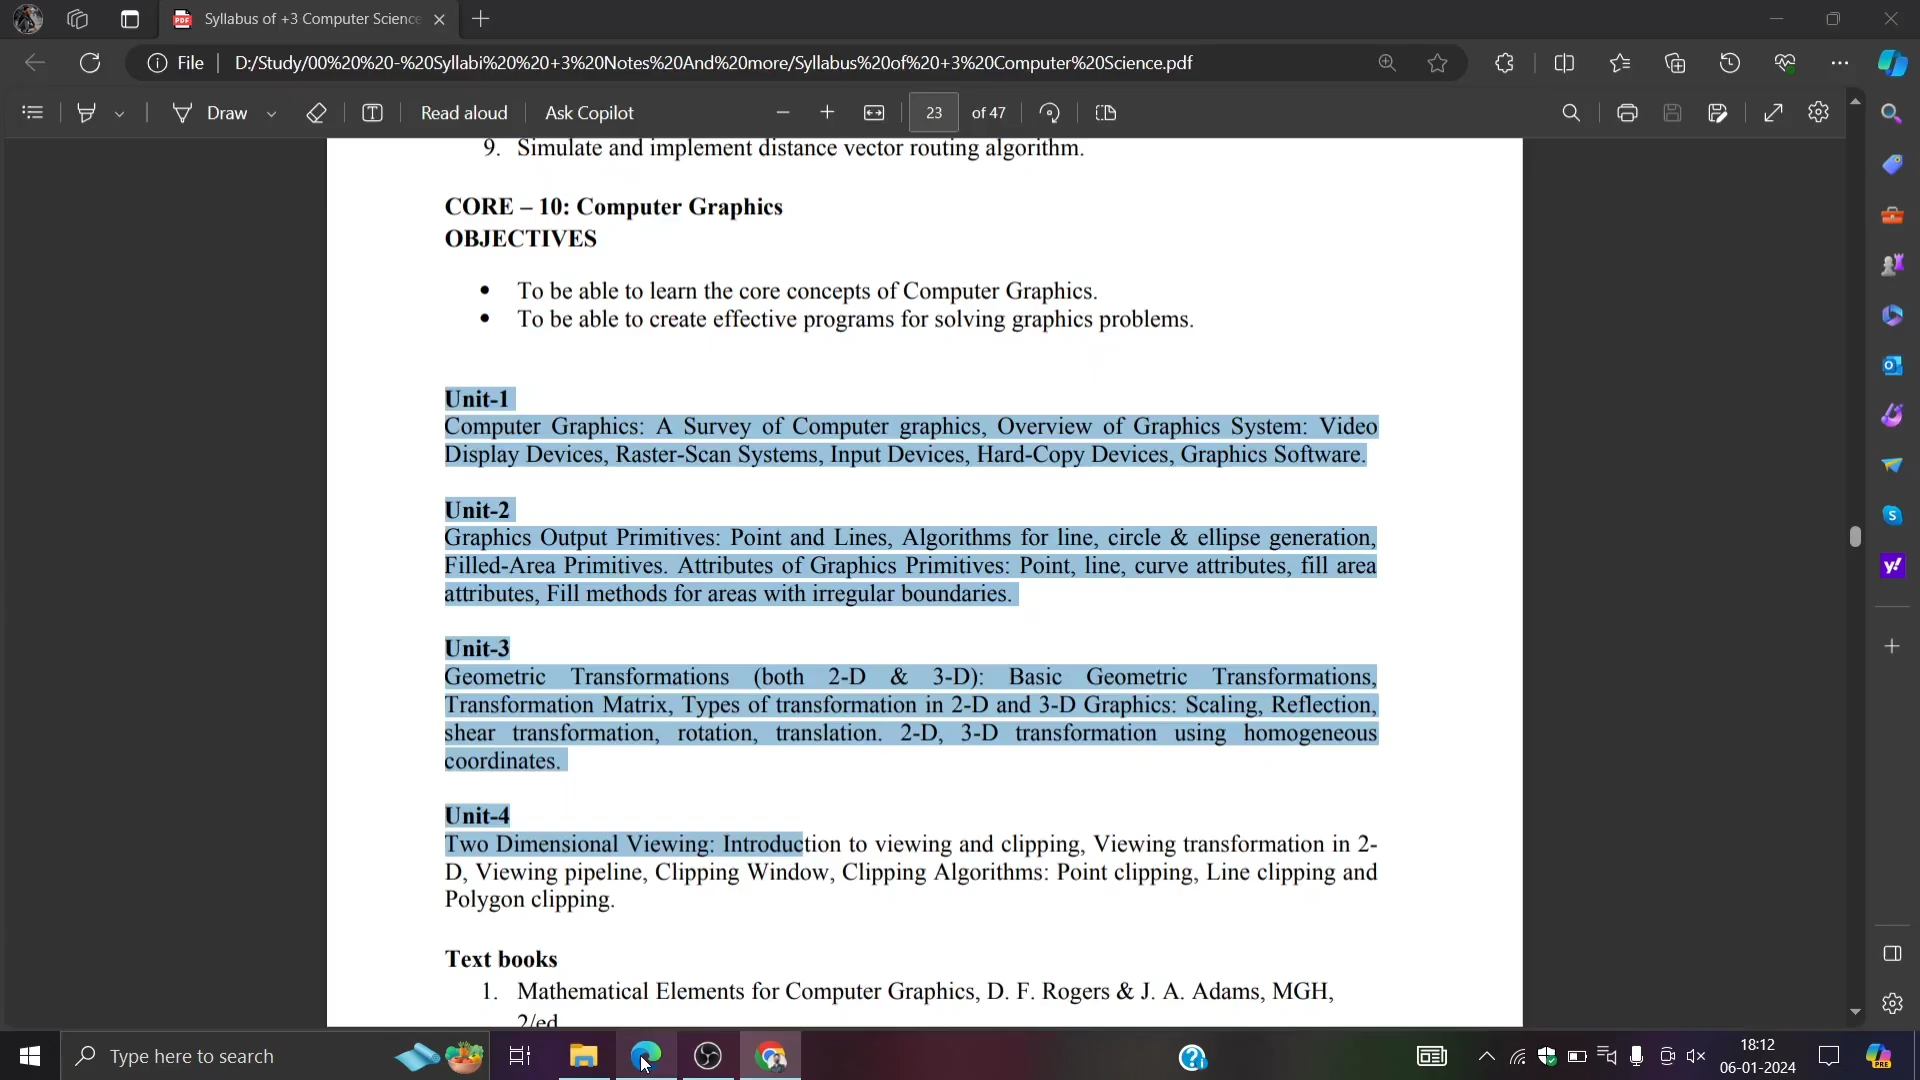 Syllabus of +3 Computer Science
File
D:/Study/00%20%20-%20Syllabi%20%20+3%20Notes%20And%20more/Syllabus%20of%20+3%20Computer%20Science.pdf
Draw
Read aloud
Ask Copilot
23
of 47
9. Simulate and implement distance vector routing algorithm.
CORE – 10: Computer Graphics
OBJECTIVES
• To be able to learn the core concepts of Computer Graphics.
• To be able to create effective programs for solving graphics problems.
Unit-1
Computer Graphics: A Survey of Computer graphics, Overview of Graphics System: Video
Display Devices, Raster-Scan Systems, Input Devices, Hard-Copy Devices, Graphics Software.
Unit-2
Graphics Output Primitives: Point and Lines, Algorithms for line, circle & ellipse generation,
Filled-Area Primitives. Attributes of Graphics Primitives: Point, line, curve attributes, fill area
attributes, Fill methods for areas with irregular boundaries.
Unit-3
Geometric Transformations (both 2-D & 3-D): Basic Geometric Transformations,
Transformation Matrix, Types of transformation in 2-D and 3-D Graphics: Scaling, Reflection,
shear transformation, rotation, translation. 2-D, 3-D transformation using homogeneous
coordinates.
Unit-4
Two Dimensional Viewing: Introduction to viewing and clipping, Viewing transformation in 2-
D, Viewing pipeline, Clipping Window, Clipping Algorithms: Point clipping, Line clipping and
Polygon clipping.
Text books
1. Mathematical Elements for Computer Graphics, D. F. Rogers & J. A. Adams, MGH,
2/ed
Type here to search
18:12
06-01-2024